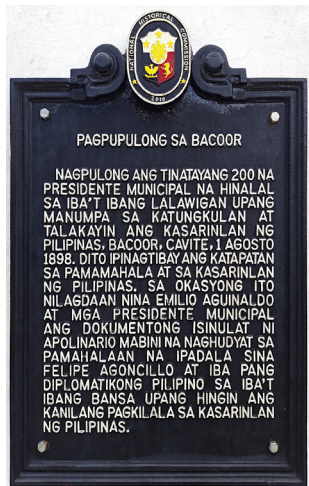 NATIONAL HISTORICAL COMMISSION
2010
PAGPUPULONG SA BACOOR
NAGPULONG ANG TINATAYANG 200 NA
PRESIDENTE MUNICIPAL NA HINALAL
SA IBA'T IBANG LALAWIGAN UPANG
MANUMPA SA KATUNGKULAN AT
TALAKAYIN ANG KASARINLAN NG
PILIPINAS, BACOOR, CAVITE, 1 AGOSTO
1898. DITO IPINAGTIBAY ANG KATAPATAN
SA PAMAMAHALA AT SA KASARINLAN
NG PILIPINAS. SA OKASYONG ITO
NILAGDAAN NINA EMILIO AGUINALDO
AT MGA PRESIDENTE MUNICIPAL
ANG DOKUMENTONG ISINULAT NI
APOLINARIO MABINI NA NAGHUDYAT SA
PAMAHALAAN NA IPADALA SINA
FELIPE AGONCILLO AT IBA PANG
DIPLOMATIKONG PILIPINO SA IBA'T
IBANG BANSA UPANG HINGIN ANG
KANILANG PAGKILALA SA KASARINLAN
NG PILIPINAS.